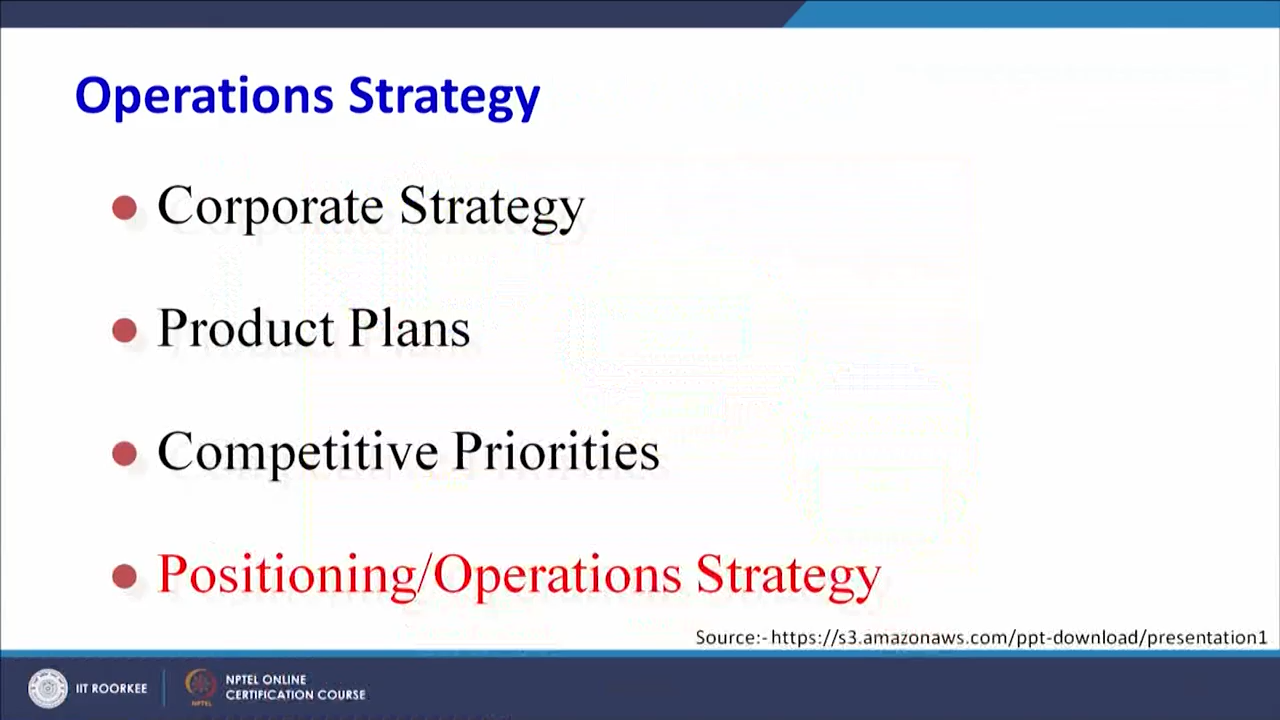 Operations Strategy
Corporate Strategy
Product Plans
Competitive Priorities
Positioning/Operations Strategy
Source:- https://s3.amazonaws.com/ppt-download/presentation1
IIT ROORKEE
NPTEL
NPTEL ONLINE
CERTIFICATION COURSE